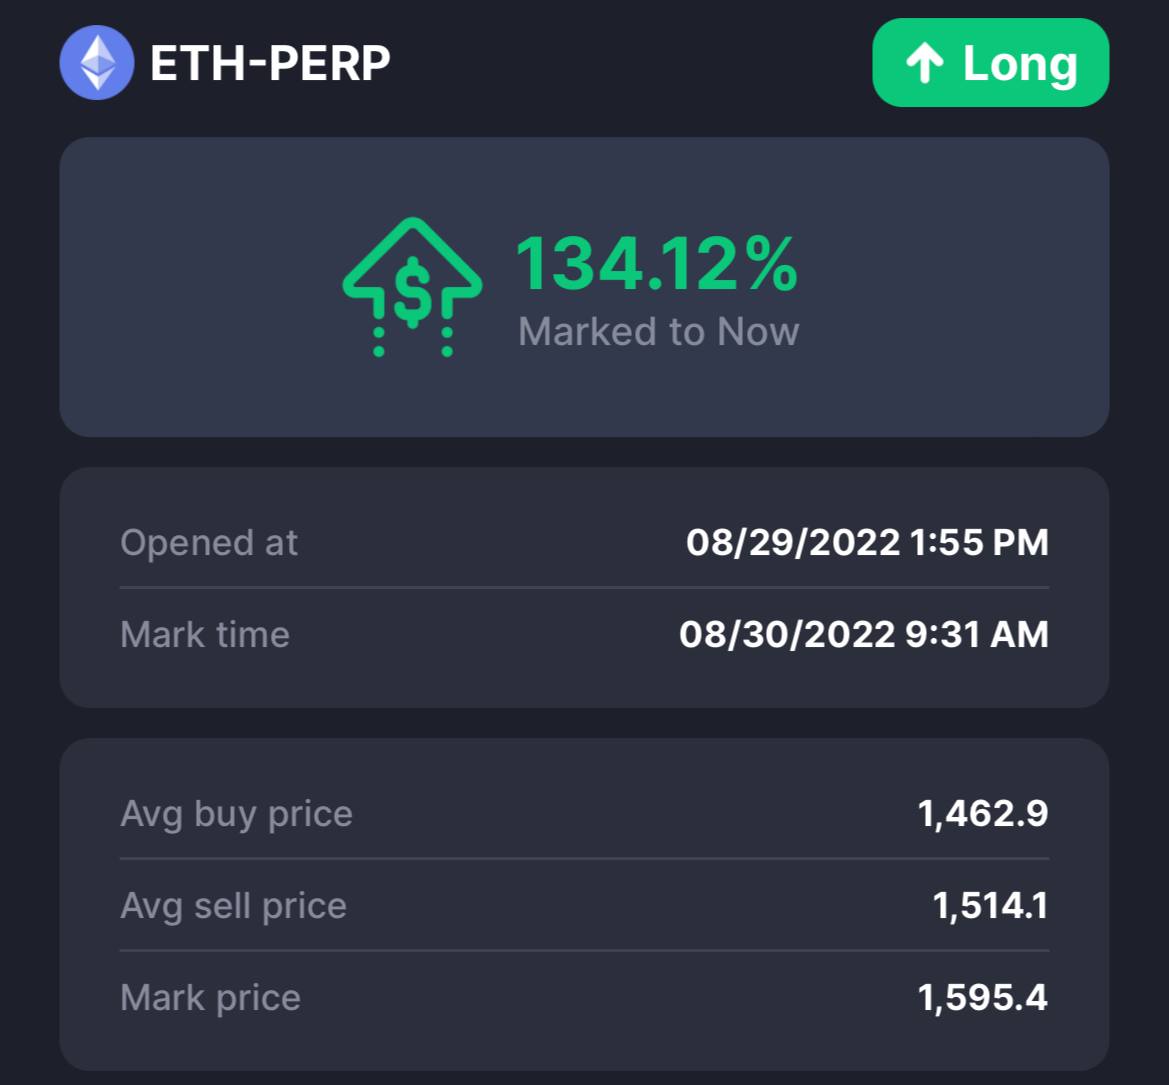 ETH-PERP
Long
134.12%
Marked to Now
Opened at 08/29/2022 1:55 PM
Mark time 08/30/2022 9:31 AM
Avg buy price 1,462.9
Avg sell price 1,514.1
Mark price 1,595.4